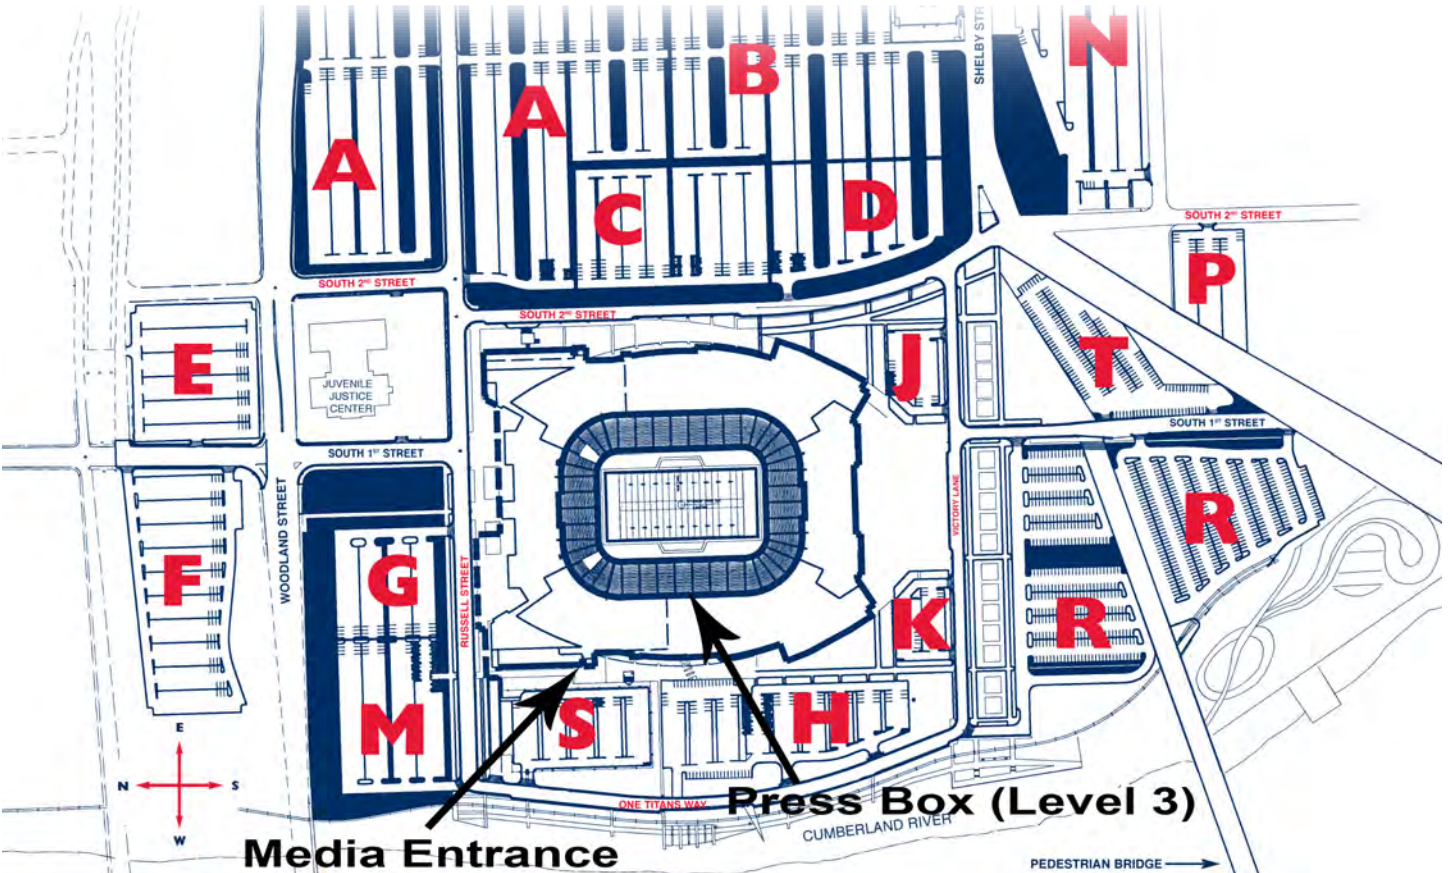 N
SHELBY STR
B
A
A
C
D
SOUTH 2ND STREET
P
SOUTH 2ND STREET
SOUTH 2ND STREET
E
JUVENILE
JUSTICE
CENTER
J
T
SOUTH 1ST STREET
SOUTH 1ST STREET
WOODLAND STREET
VICTORY LANE
R
F
G
RUSSELL STREET
K
R
M
S
H
E
N
S
W
ONE TITANS WAY
Press Box (Level 3)
CUMBERLAND RIVER
Media Entrance
PEDESTRIAN BRIDGE